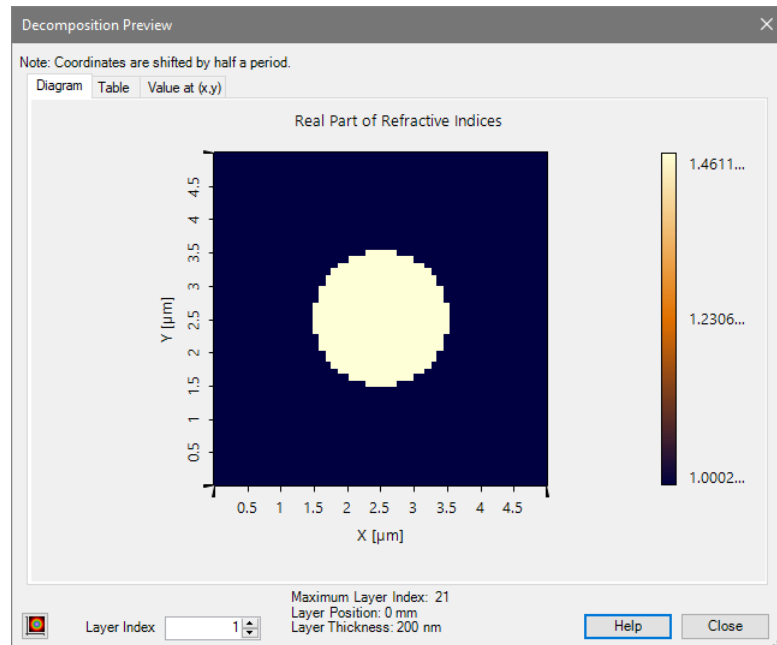 Decomposition Preview
Note: Coordinates are shifted by half a period.
Diagram Table Value at (x,y)
Real Part of Refractive Indices
1.4611...
1.2306...
1.0002...
Y [µm]
4.5
4
3.5
3
2.5
2
1.5
1
0.5
0.5 1 1.5 2 2.5 3 3.5 4 4.5
X [µm]
Maximum Layer Index: 21
Layer Position: 0 mm
Layer Thickness: 200 nm
Layer Index 1
Help Close